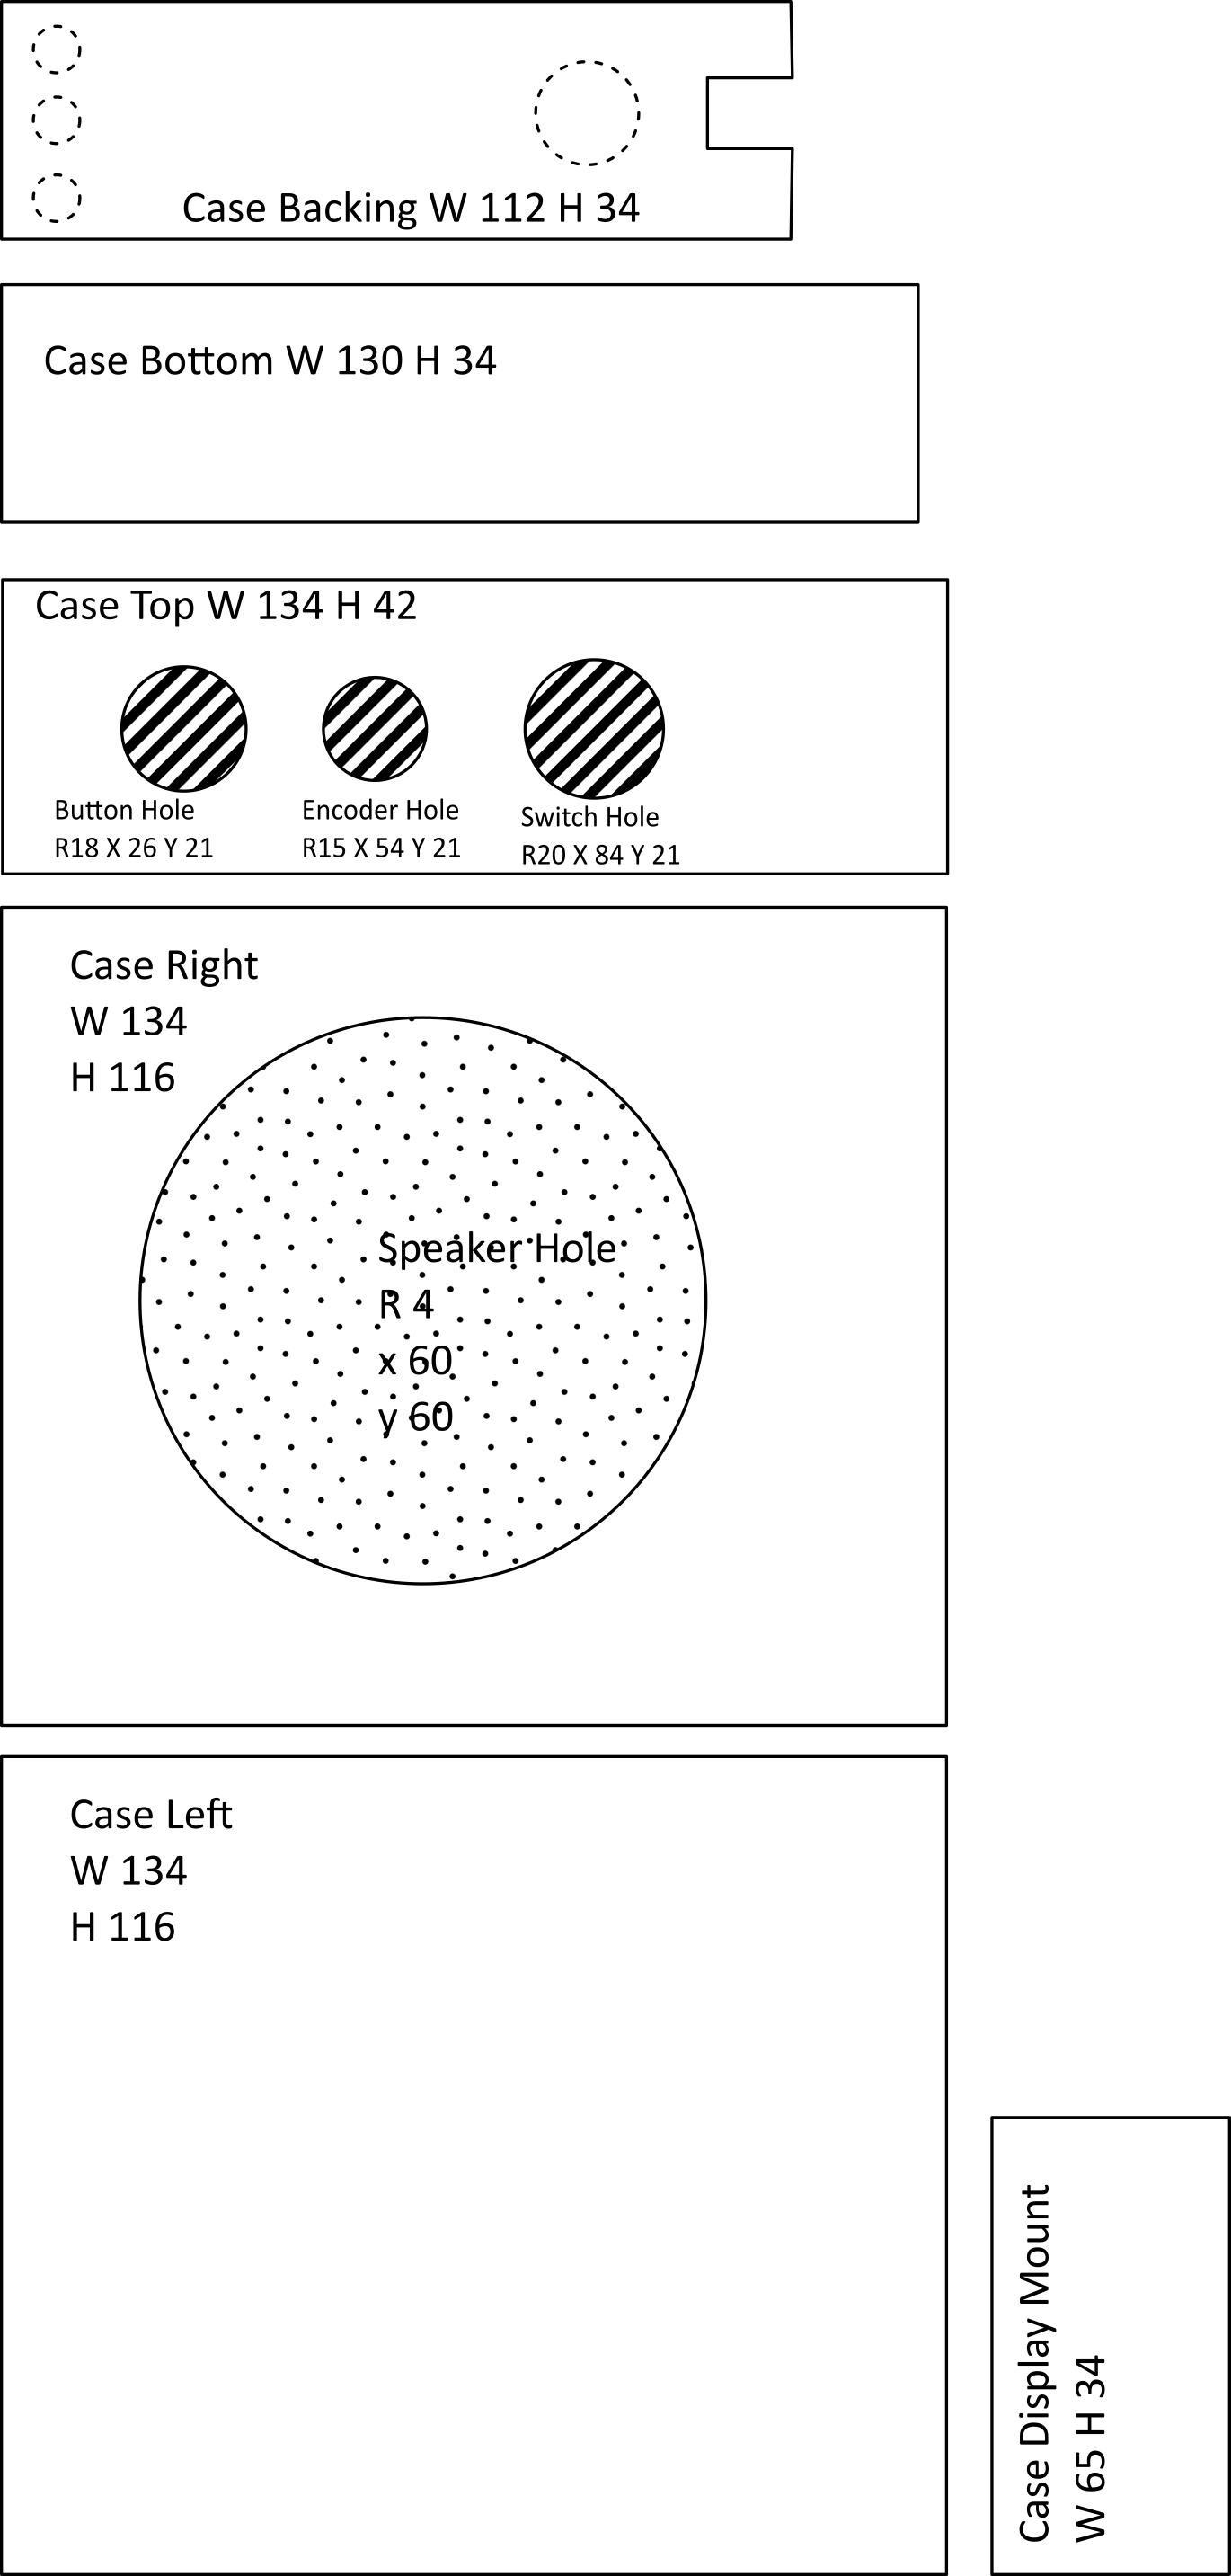 Case Backing W 112 H 34
Case Bottom W 130 H 34
Case Top W 134 H 42
Button Hole
R18 X 26 Y 21
Encoder Hole
R15 X 54 Y 21
Switch Hole
R20 X 84 Y 21
Case Right
W 134
H 116
Speaker Hole
R 4
x 60
y 60
Case Left
W 134
H 116
Case Display Mount
W 65 H 34